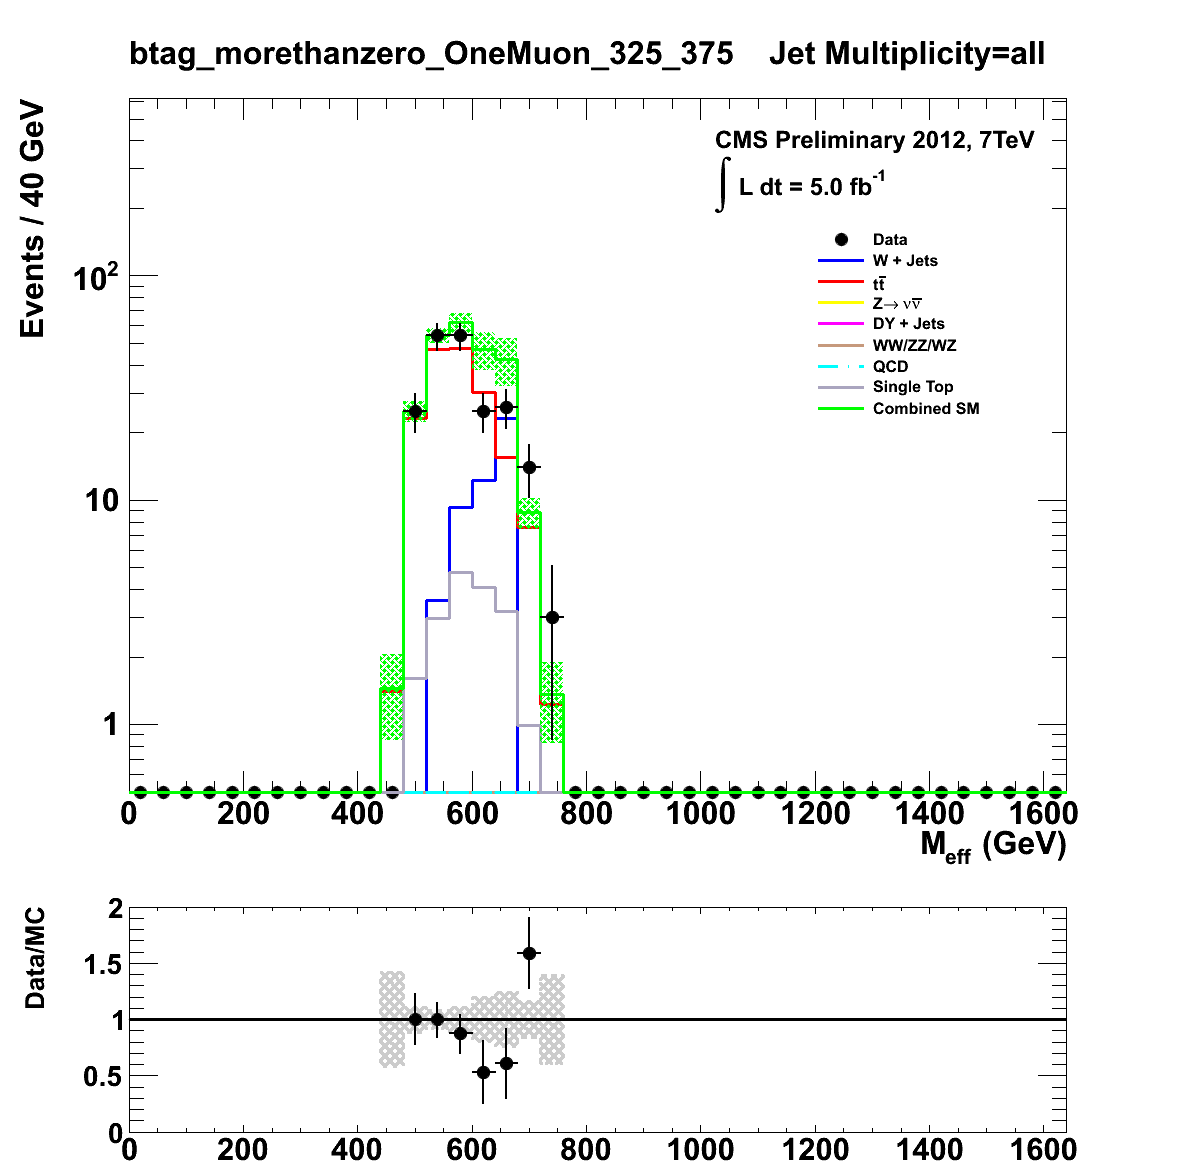 btag_morethanzero_OneMuon_325_375 Jet Multiplicity=all
Events / 40 GeV
CMS Preliminary 2012, 7TeV
∫ L dt = 5.0 fb⁻¹
Data
W + Jets
tt̅
Z→ νν̅
DY + Jets
WW/ZZ/WZ
QCD
Single Top
Combined SM
10²
10
1
0 200 400 600 800 1000 1200 1400 1600
M_eff (GeV)
Data/MC
2
1.5
1
0.5
0
0 200 400 600 800 1000 1200 1400 1600